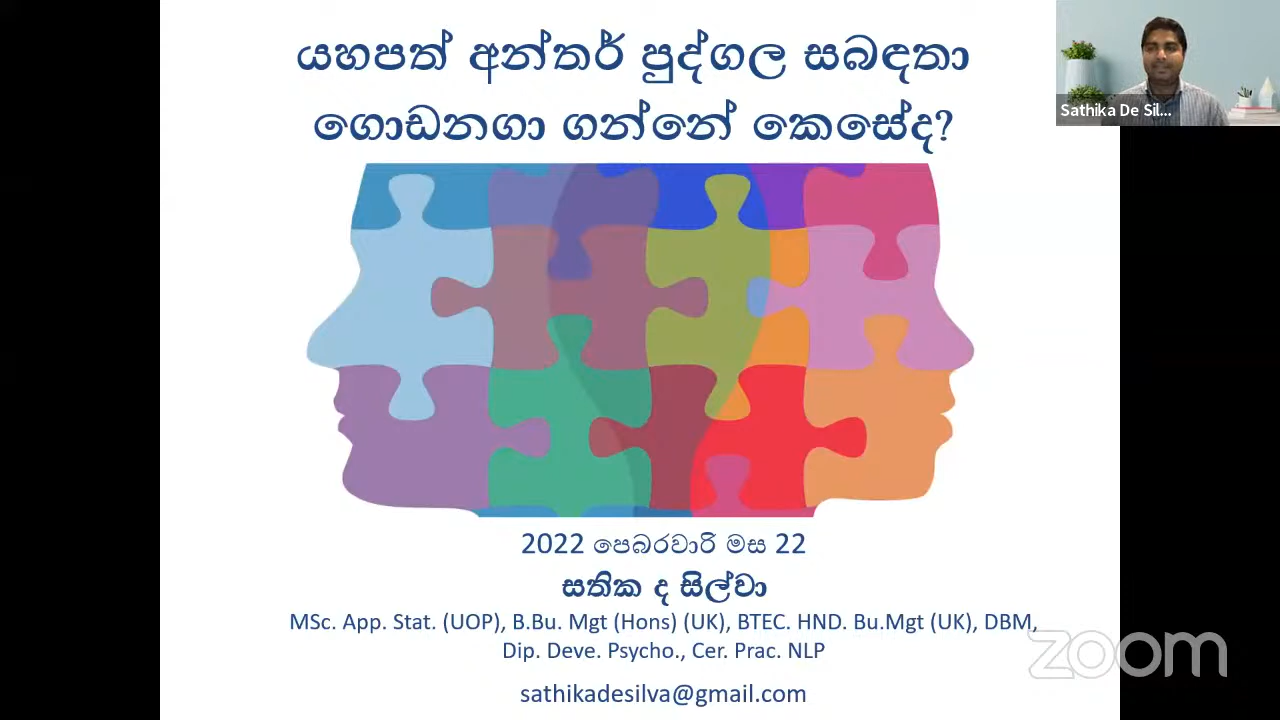 යහපත් අන්තර් පුද්ගල සබඳතා
ගොඩනගා ගන්නේ කෙසේද?
Sathika De Sil...
2022 පෙබරවාරි මස 22
සතික ද සිල්වා
MSc. App. Stat. (UOP), B.Bu. Mgt (Hons) (UK), BTEC. HND. Bu.Mgt (UK), DBM,
Dip. Deve. Psycho., Cer. Prac. NLP
sathikadesilva@gmail.com
zoom